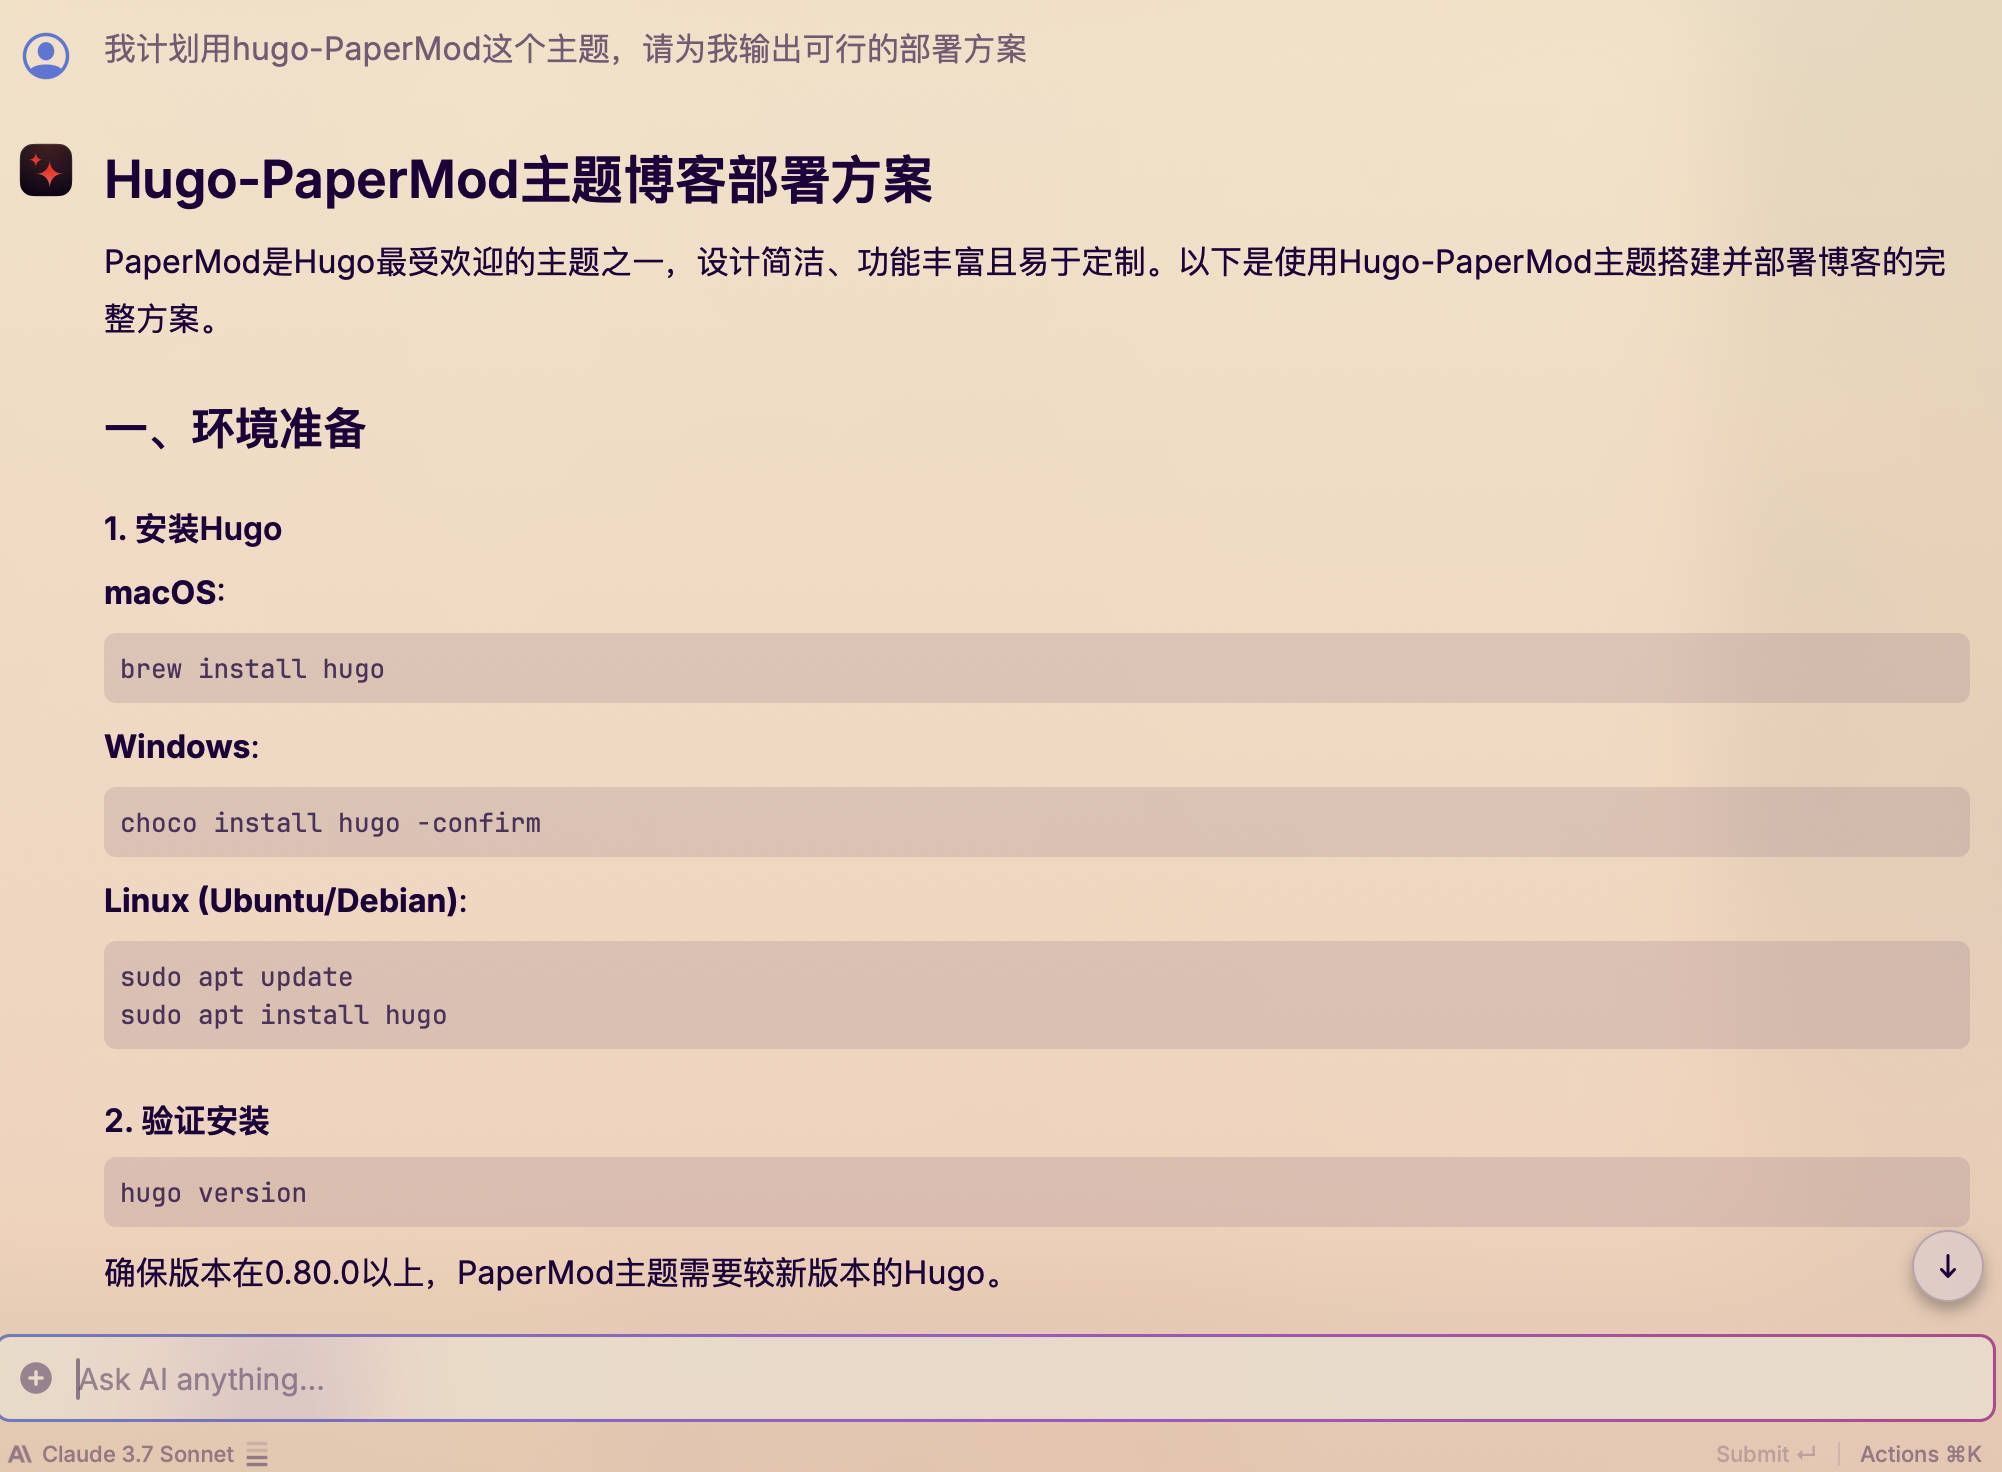 我计划用hugo-PaperMod这个主题，请为我输出可行的部署方案
Hugo-PaperMod主题博客部署方案
PaperMod是Hugo最受欢迎的主题之一，设计简洁、功能丰富且易于定制。以下是使用Hugo-PaperMod主题搭建并部署博客的完
整方案。
一、环境准备
1. 安装Hugo
macOS:
brew install hugo
Windows:
choco install hugo -confirm
Linux (Ubuntu/Debian):
sudo apt update
sudo apt install hugo
2. 验证安装
hugo version
确保版本在0.80.0以上，PaperMod主题需要较新版本的Hugo。
Ask AI anything...
Claude 3.7 Sonnet
Submit ↵ | Actions ⌘K